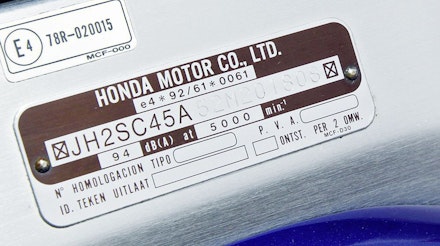 E4 78R-020015
MCF-000
HONDA MOTOR CO., LTD.
e4*92/61*0061
JH2SC45A
94 dB(A) at 5000 min⁻¹
Nº HOMOLOGACION TIPO P. V. A.
ID. TEKEN UITLAAT ONTST. PER 2 OMW.
MCF-D30